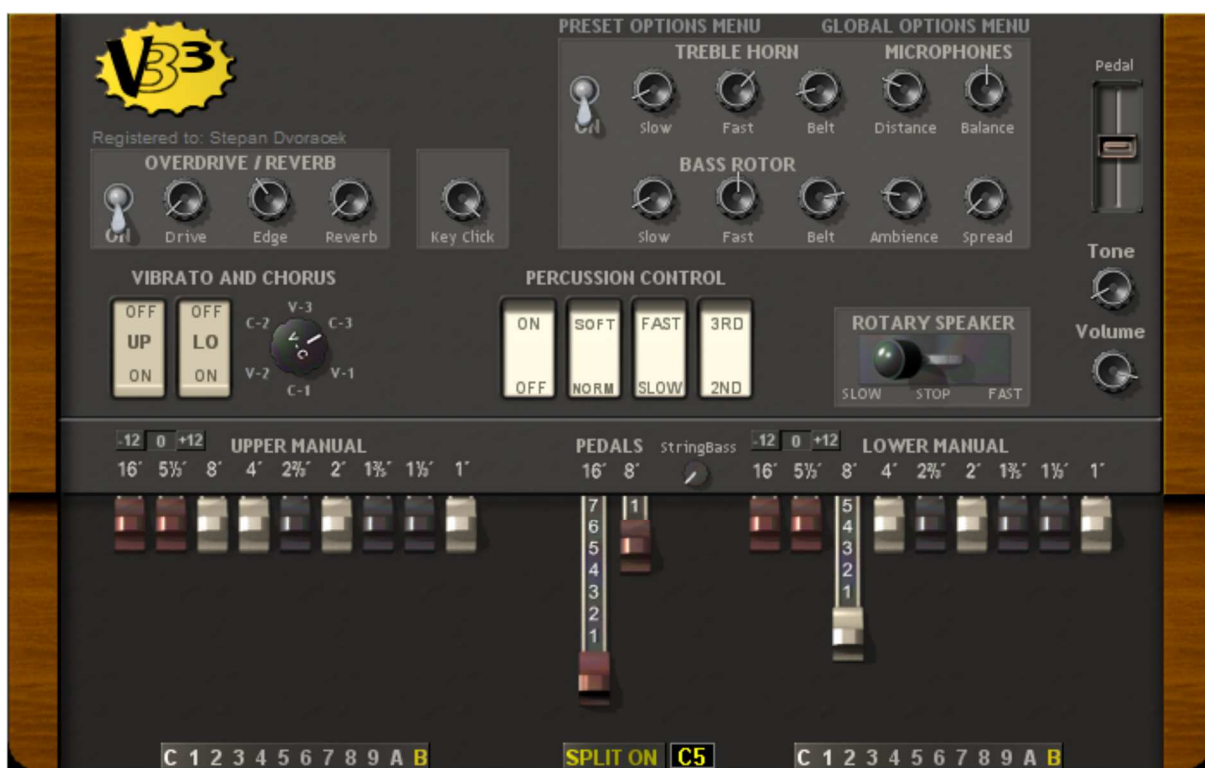 VB3
PRESET OPTIONS MENU GLOBAL OPTIONS MENU
TREBLE HORN MICROPHONES
Pedal
ON Slow Fast Belt Distance Balance
Registered to: Stepan Dvoracek
OVERDRIVE / REVERB
BASS ROTOR
ON Drive Edge Reverb Key Click Slow Fast Belt Ambience Spread
Tone
VIBRATO AND CHORUS PERCUSSION CONTROL
OFF OFF V-3
UP LO C-2 C-3
ON ON V-2 V-1
C-1
ON SOFT FAST 3RD
OFF NORM SLOW 2ND
ROTARY SPEAKER
SLOW STOP FAST
Volume
-12 0 +12 UPPER MANUAL PEDALS StringBass -12 0 +12 LOWER MANUAL
16' 5⅓' 8' 4' 2⅔' 2' 1⅗' 1⅓' 1' 16' 8' 16' 5⅓' 8' 4' 2⅔' 2' 1⅗' 1⅓' 1'
7 1 5
6 4
5 3
4 2
3 1
2
1
C 1 2 3 4 5 6 7 8 9 A B SPLIT ON C5 C 1 2 3 4 5 6 7 8 9 A B